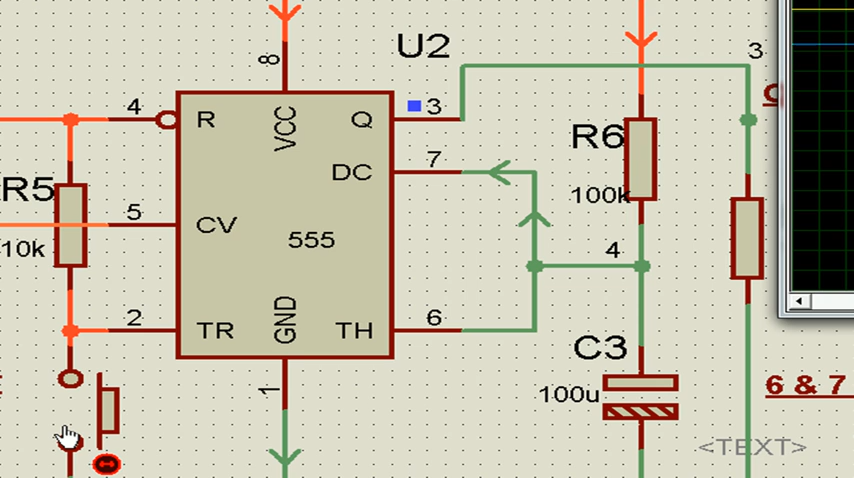 U2
3
8
4
R
VCC
Q
3
R6
DC
7
R5
100k
5
CV
10k
555
4
2
TR
GND
TH
6
C3
1
100u
6 & 7
<TEXT>